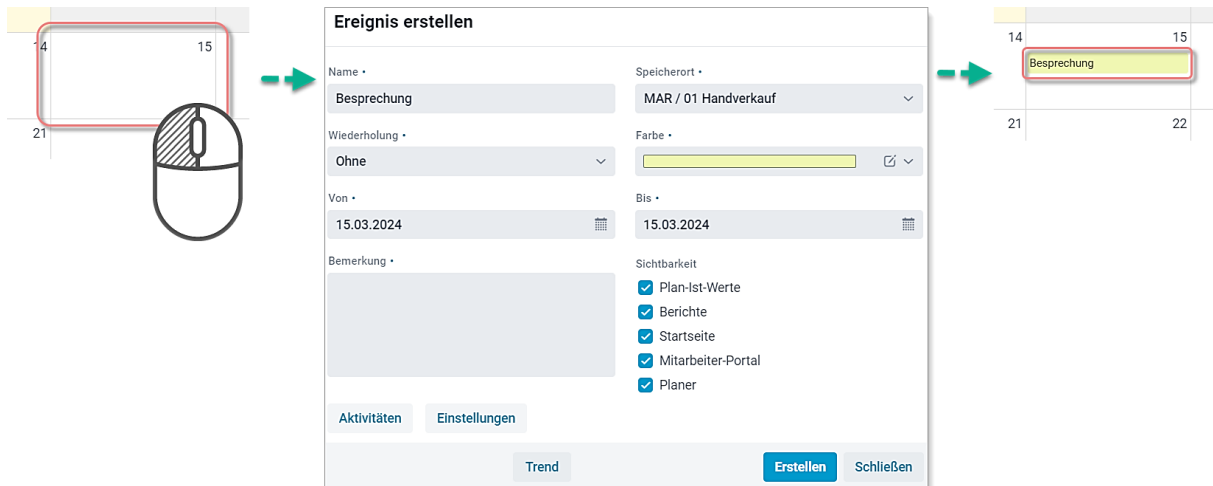 14
15
21
Ereignis erstellen
Name •
Speicherort •
Besprechung
MAR / 01 Handverkauf
Wiederholung •
Farbe •
Ohne
Von •
Bis •
15.03.2024
15.03.2024
Bemerkung •
Sichtbarkeit
Plan-Ist-Werte
Berichte
Startseite
Mitarbeiter-Portal
Planer
Aktivitäten
Einstellungen
Trend
Erstellen
Schließen
14
15
Besprechung
21
22